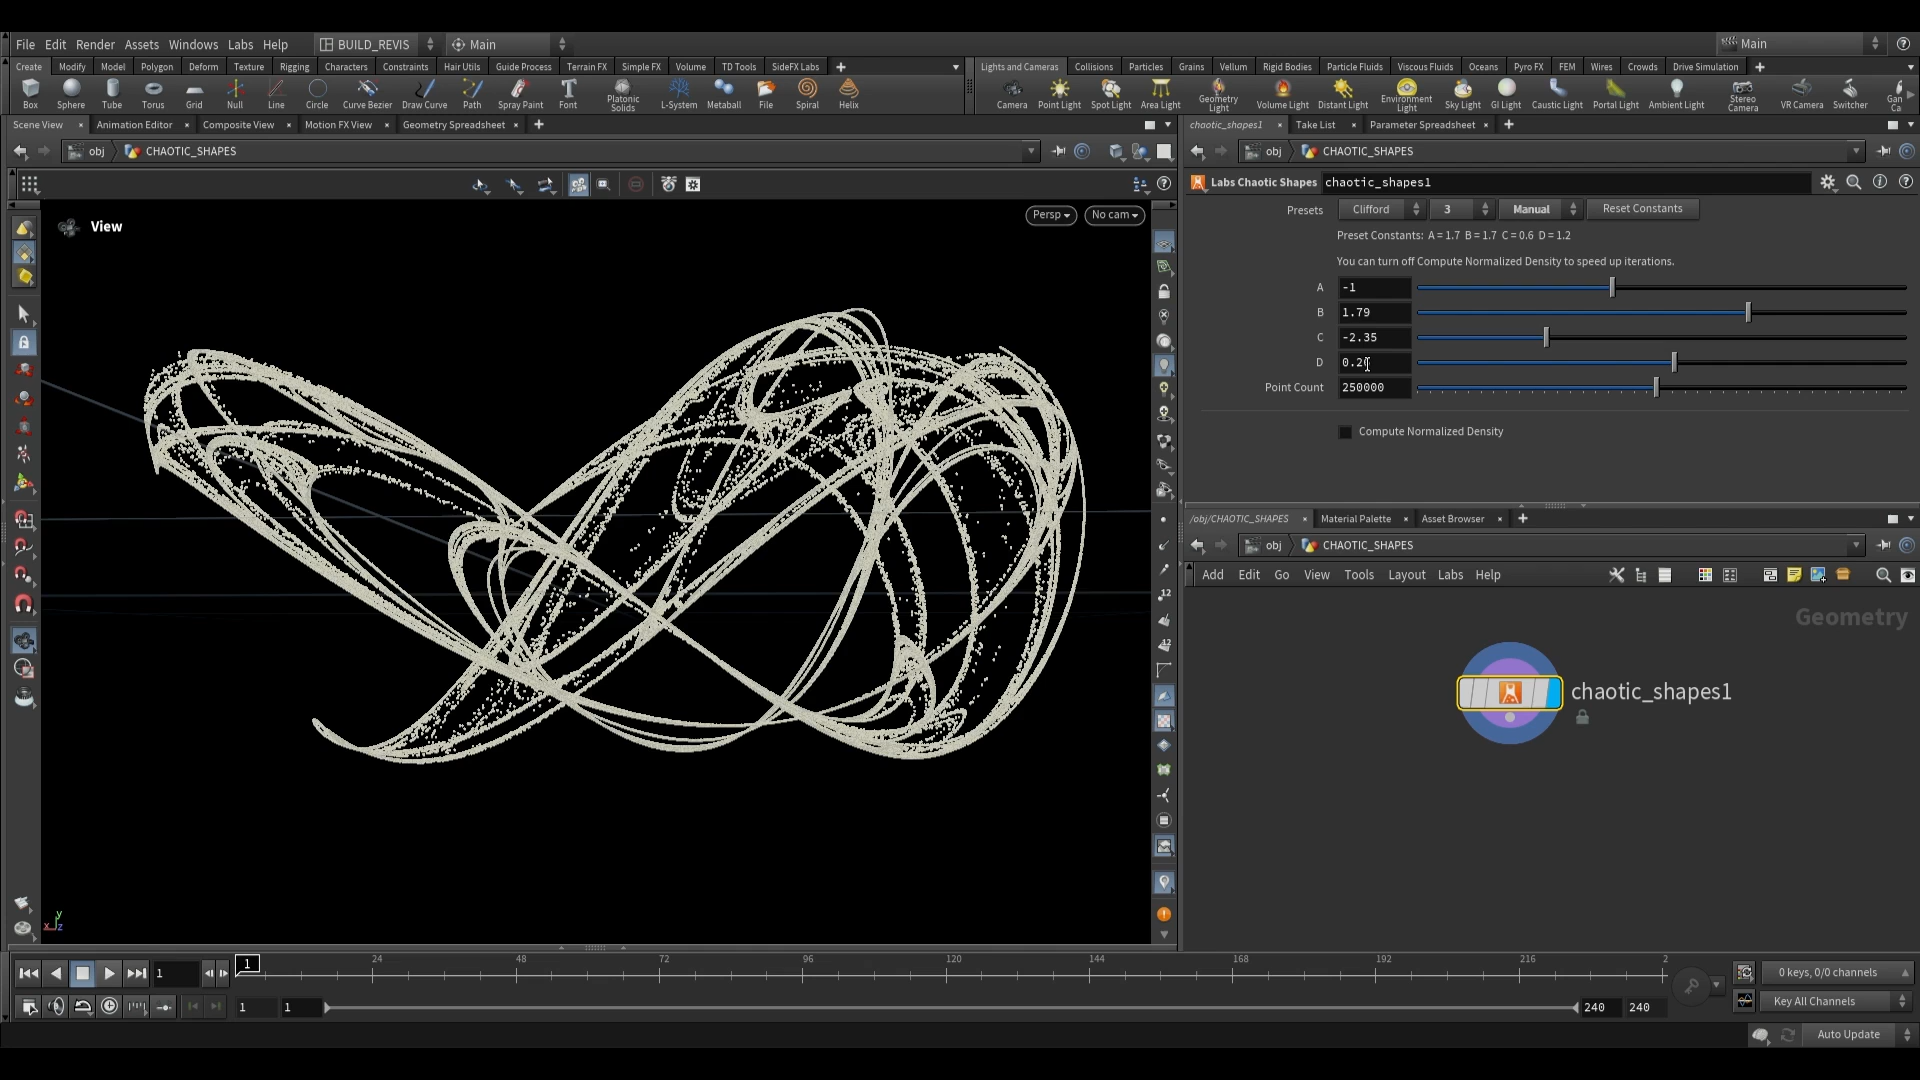 File Edit Render Assets Windows Labs Help BUILD_REVIS Main Main
Create Modify Model Polygon Deform Texture Rigging Characters Constraints Hair Utils Guide Process Terrain FX Simple FX Volume TD Tools SideFX Labs
Lights and Cameras Collisions Particles Grains Vellum Rigid Bodies Particle Fluids Viscous Fluids Oceans Pyro FX FEM Wires Crowds Drive Simulation
Box Sphere Tube Torus Grid Null Line Circle Curve Bezier Draw Curve Path Spray Paint Font Platonic Solids L-System Metaball File Spiral Helix
Camera Point Light Spot Light Area Light Geometry Light Volume Light Distant Light Environment Light Sky Light GI Light Caustic Light Portal Light Ambient Light Stereo Camera VR Camera Switcher Gan Ca
Scene View Animation Editor Composite View Motion FX View Geometry Spreadsheet
chaotic_shapes1 Take List Parameter Spreadsheet
obj CHAOTIC_SHAPES
obj CHAOTIC_SHAPES
Labs Chaotic Shapes chaotic_shapes1
View
Persp
No cam
Presets Clifford 3 Manual Reset Constants
Preset Constants: A = 1.7 B = 1.7 C = 0.6 D = 1.2
You can turn off Compute Normalized Density to speed up iterations.
A -1
B 1.79
C -2.35
D
Point Count 250000
Compute Normalized Density
/obj/CHAOTIC_SHAPES Material Palette Asset Browser
obj CHAOTIC_SHAPES
Add Edit Go View Tools Layout Labs Help
Geometry
chaotic_shapes1
12
42
y
x z
1 1 24 48 72 96 120 144 168 192 216 2
0 keys, 0/0 channels
1 1 240 240
Key All Channels
Auto Update